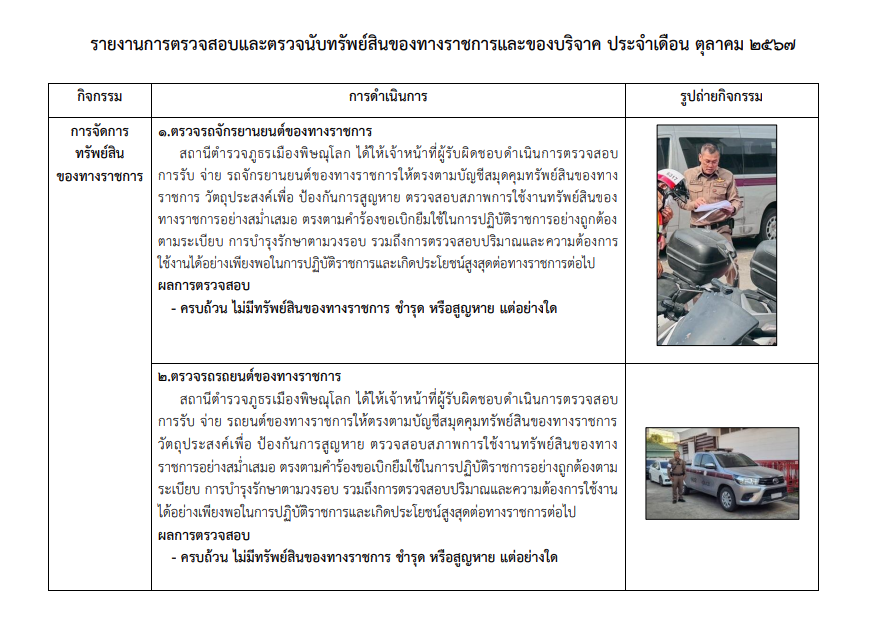 รายงานการตรวจสอบและตรวจนับทรัพย์สินของทางราชการและของบริจาค ประจำเดือน ตุลาคม ๒๕๖๗
กิจกรรม
การดำเนินการ
รูปถ่ายกิจกรรม
การจัดการ
ทรัพย์สิน
ของทางราชการ
๑.ตรวจรถจักรยานยนต์ของทางราชการ
สถานีตำรวจภูธรเมืองพิษณุโลก ได้ให้เจ้าหน้าที่ผู้รับผิดชอบดำเนินการตรวจสอบ
การรับ จ่าย รถจักรยานยนต์ของทางราชการให้ตรงตามบัญชีสมุดคุมทรัพย์สินของทาง
ราชการ วัตถุประสงค์เพื่อ ป้องกันการสูญหาย ตรวจสอบสภาพการใช้งานทรัพย์สินของ
ทางราชการอย่างสม่ำเสมอ ตรงตามคำร้องขอเบิกยืมใช้ในการปฏิบัติราชการอย่างถูกต้อง
ตามระเบียบ การบำรุงรักษาตามวงรอบ รวมถึงการตรวจสอบปริมาณและความต้องการ
ใช้งานได้อย่างเพียงพอในการปฏิบัติราชการและเกิดประโยชน์สูงสุดต่อทางราชการต่อไป
ผลการตรวจสอบ
- ครบถ้วน ไม่มีทรัพย์สินของทางราชการ ชำรุด หรือสูญหาย แต่อย่างใด
๒.ตรวจรถรถยนต์ของทางราชการ
สถานีตำรวจภูธรเมืองพิษณุโลก ได้ให้เจ้าหน้าที่ผู้รับผิดชอบดำเนินการตรวจสอบ
การรับ จ่าย รถยนต์ของทางราชการให้ตรงตามบัญชีสมุดคุมทรัพย์สินของทางราชการ
วัตถุประสงค์เพื่อ ป้องกันการสูญหาย ตรวจสอบสภาพการใช้งานทรัพย์สินของทาง
ราชการอย่างสม่ำเสมอ ตรงตามคำร้องขอเบิกยืมใช้ในการปฏิบัติราชการอย่างถูกต้องตาม
ระเบียบ การบำรุงรักษาตามวงรอบ รวมถึงการตรวจสอบปริมาณและความต้องการใช้งาน
ได้อย่างเพียงพอในการปฏิบัติราชการและเกิดประโยชน์สูงสุดต่อทางราชการต่อไป
ผลการตรวจสอบ
- ครบถ้วน ไม่มีทรัพย์สินของทางราชการ ชำรุด หรือสูญหาย แต่อย่างใด